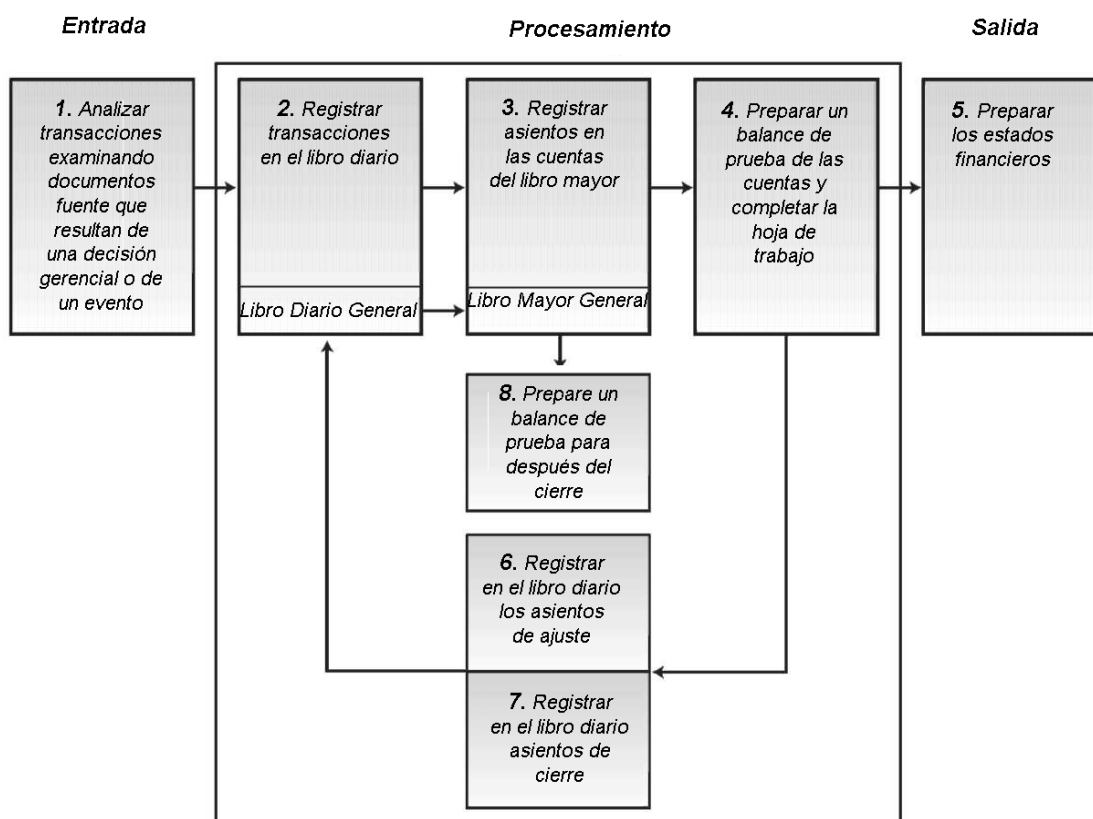 Entrada
Procesamiento
Salida
1. Analizar
transacciones
examinando
documentos
fuente que
resultan de
una decisión
gerencial o de
un evento
2. Registrar
transacciones
en el libro diario
Libro Diario General
3. Registrar
asientos en
las cuentas
del libro mayor
Libro Mayor General
4. Preparar un
balance de
prueba de las
cuentas y
completar la
hoja de
trabajo
5. Preparar
los estados
financieros
8. Prepare un
balance de
prueba para
después del
cierre
6. Registrar
en el libro diario
los asientos
de ajuste
7. Registrar
en el libro diario
asientos de
cierre